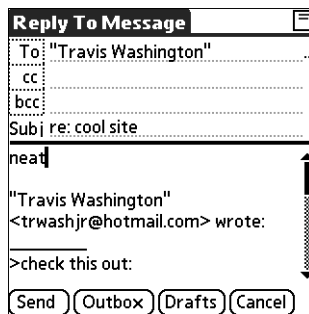 Reply To Message
To "Travis Washington"
cc
bcc
Subj re: cool site
neat
"Travis Washington"
<trwashjr@hotmail.com> wrote:
>check this out:
Send Outbox Drafts Cancel